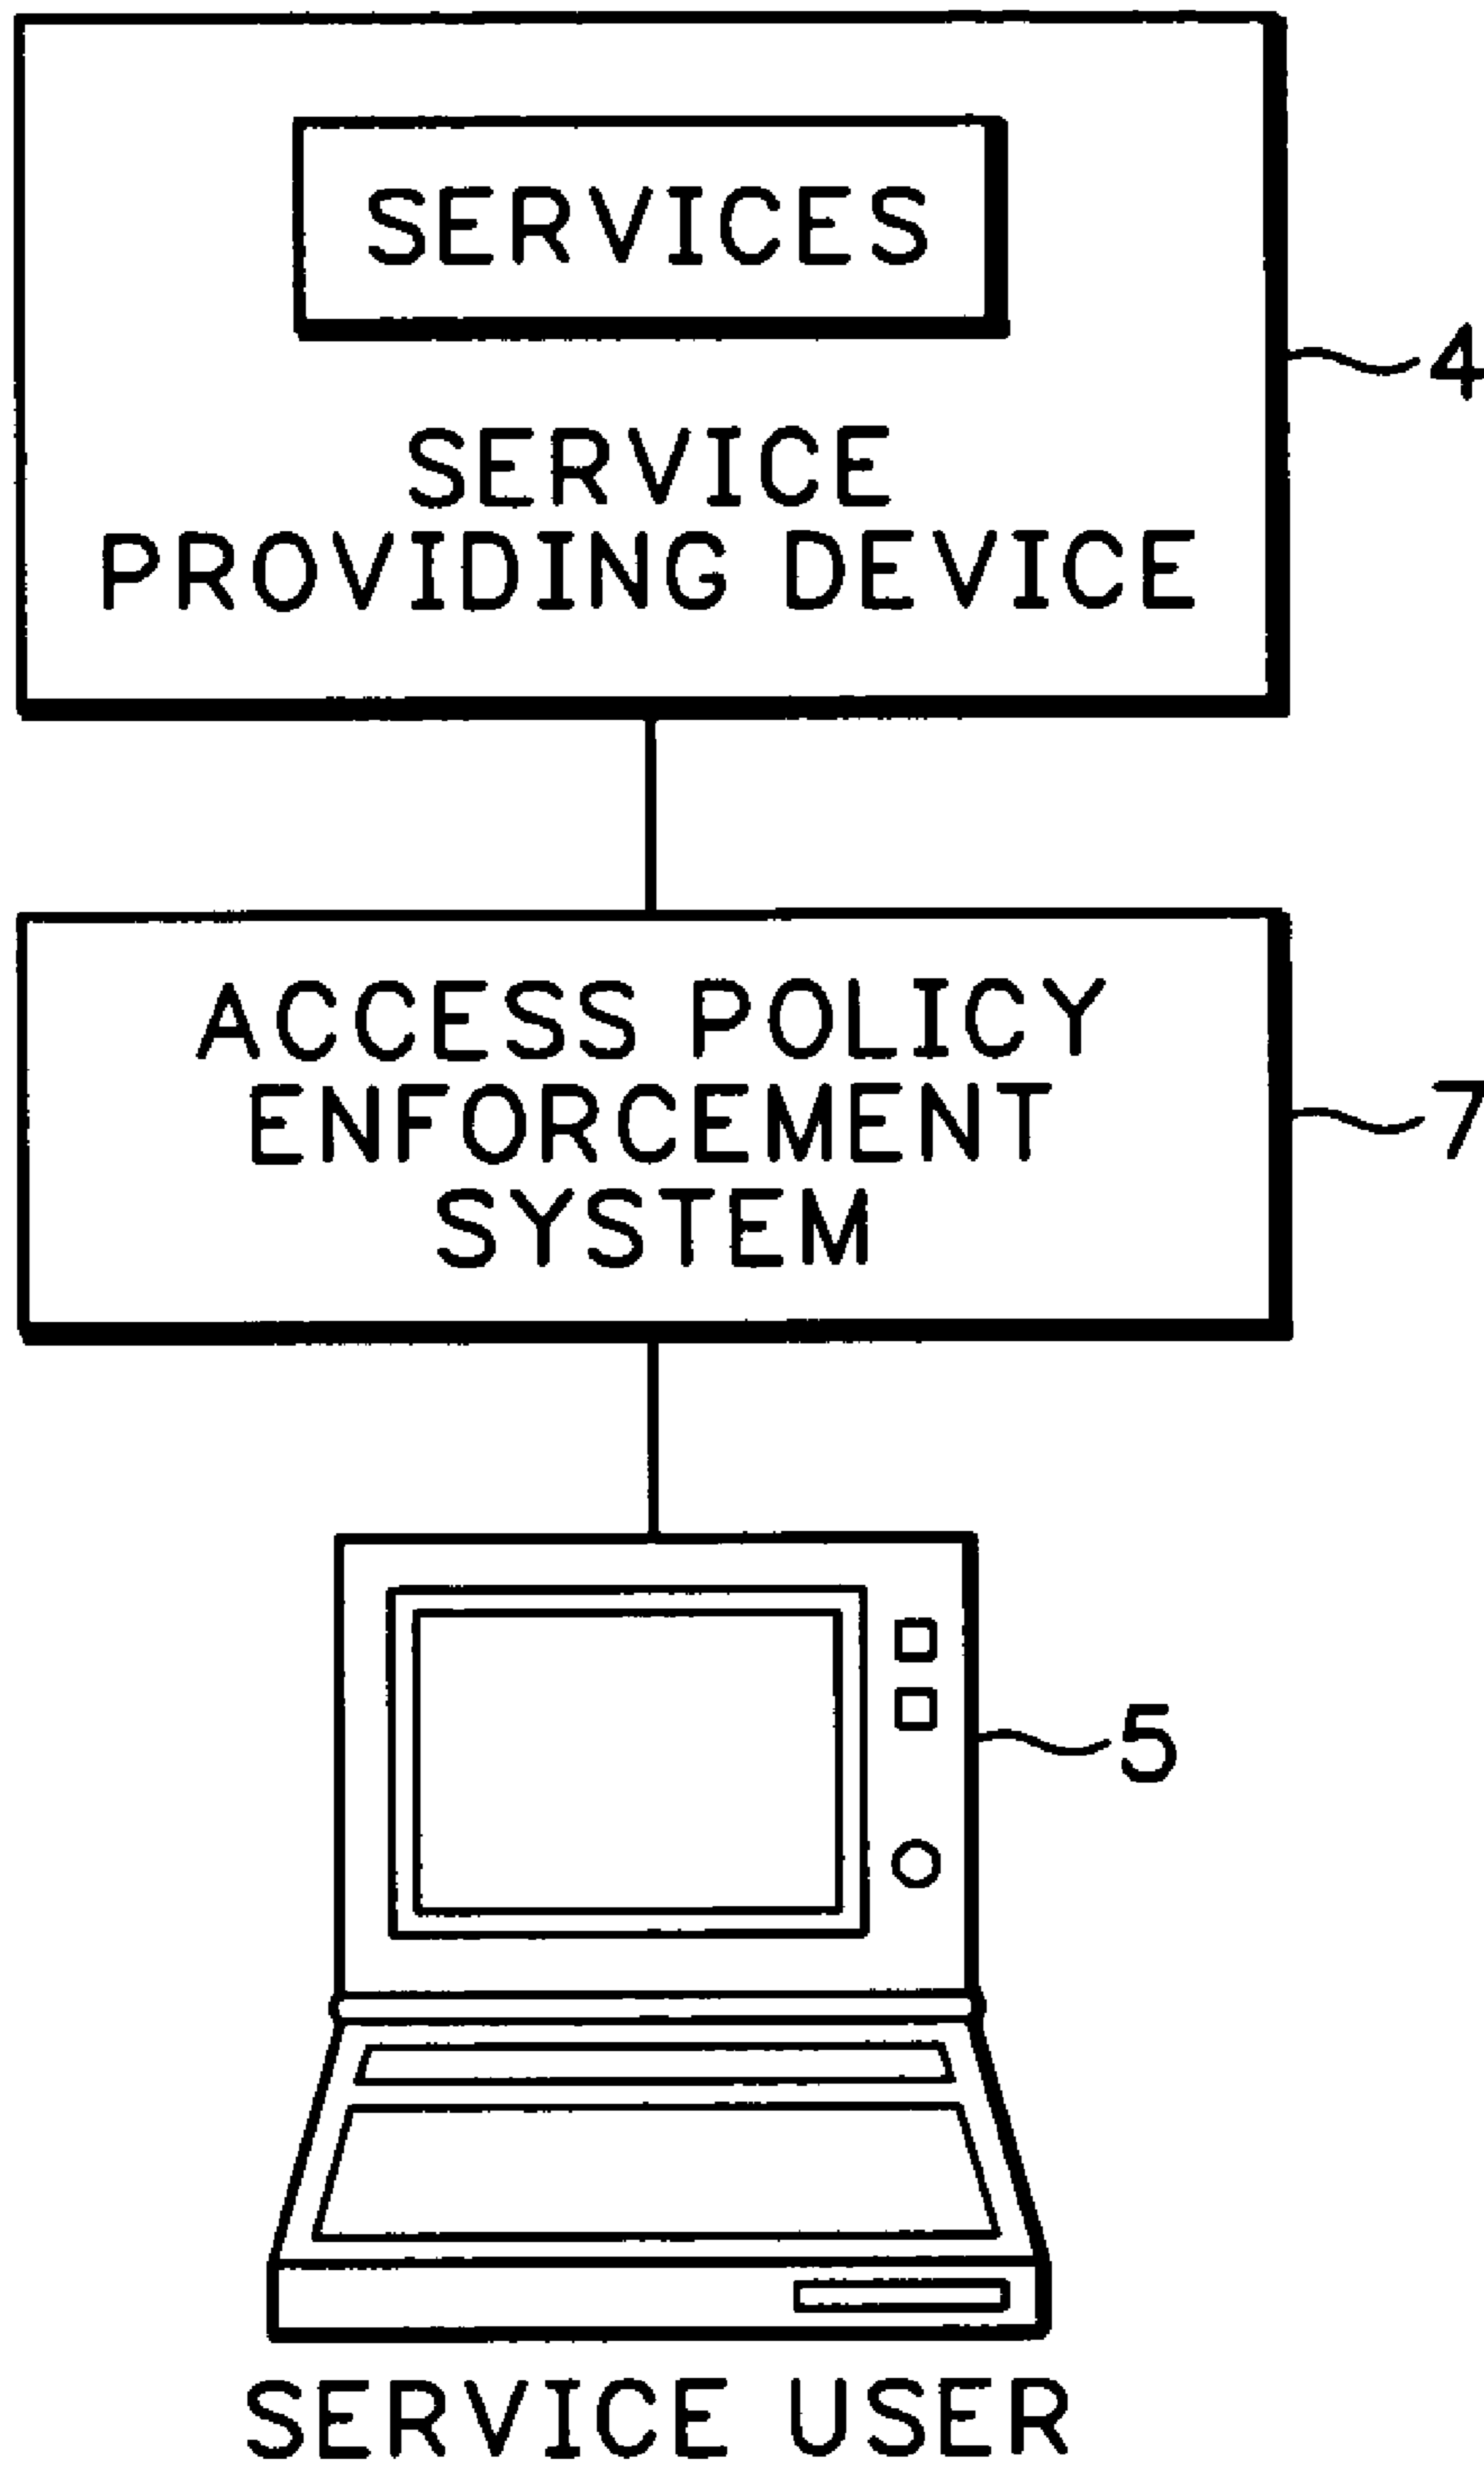 SERVICES
4
SERVICE
PROVIDING DEVICE
ACCESS POLICY
ENFORCEMENT
7
SYSTEM
5
SERVICE USER